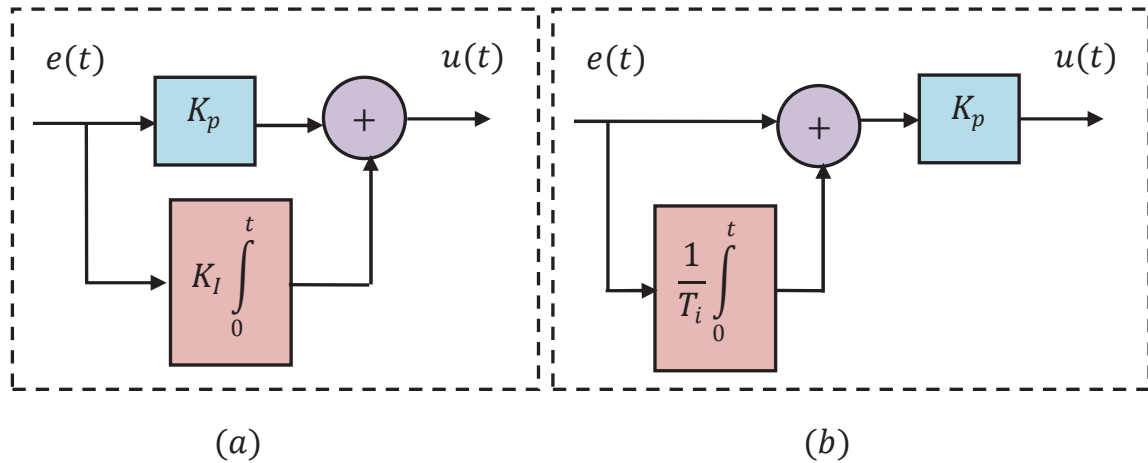 e(t)
u(t)
K_p
+
K_I ∫_0^t
(a)
e(t)
u(t)
K_p
+
1/T_i ∫_0^t
(b)